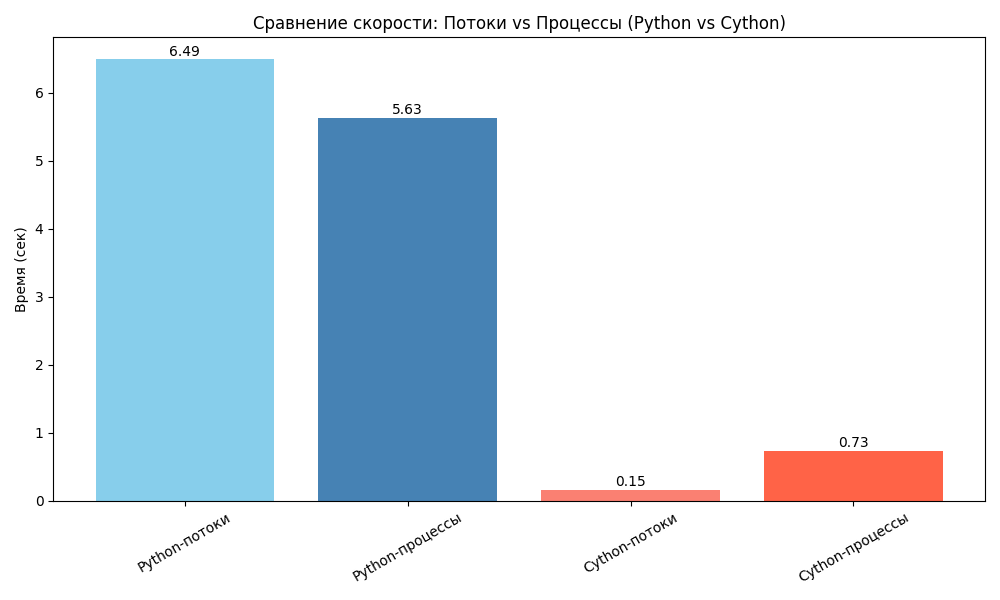 Сравнение скорости: Потоки vs Процессы (Python vs Cython)
Время (сек)
6
5
4
3
2
1
0
6.49
5.63
0.15
0.73
Python-потоки
Python-процессы
Cython-потоки
Cython-процессы